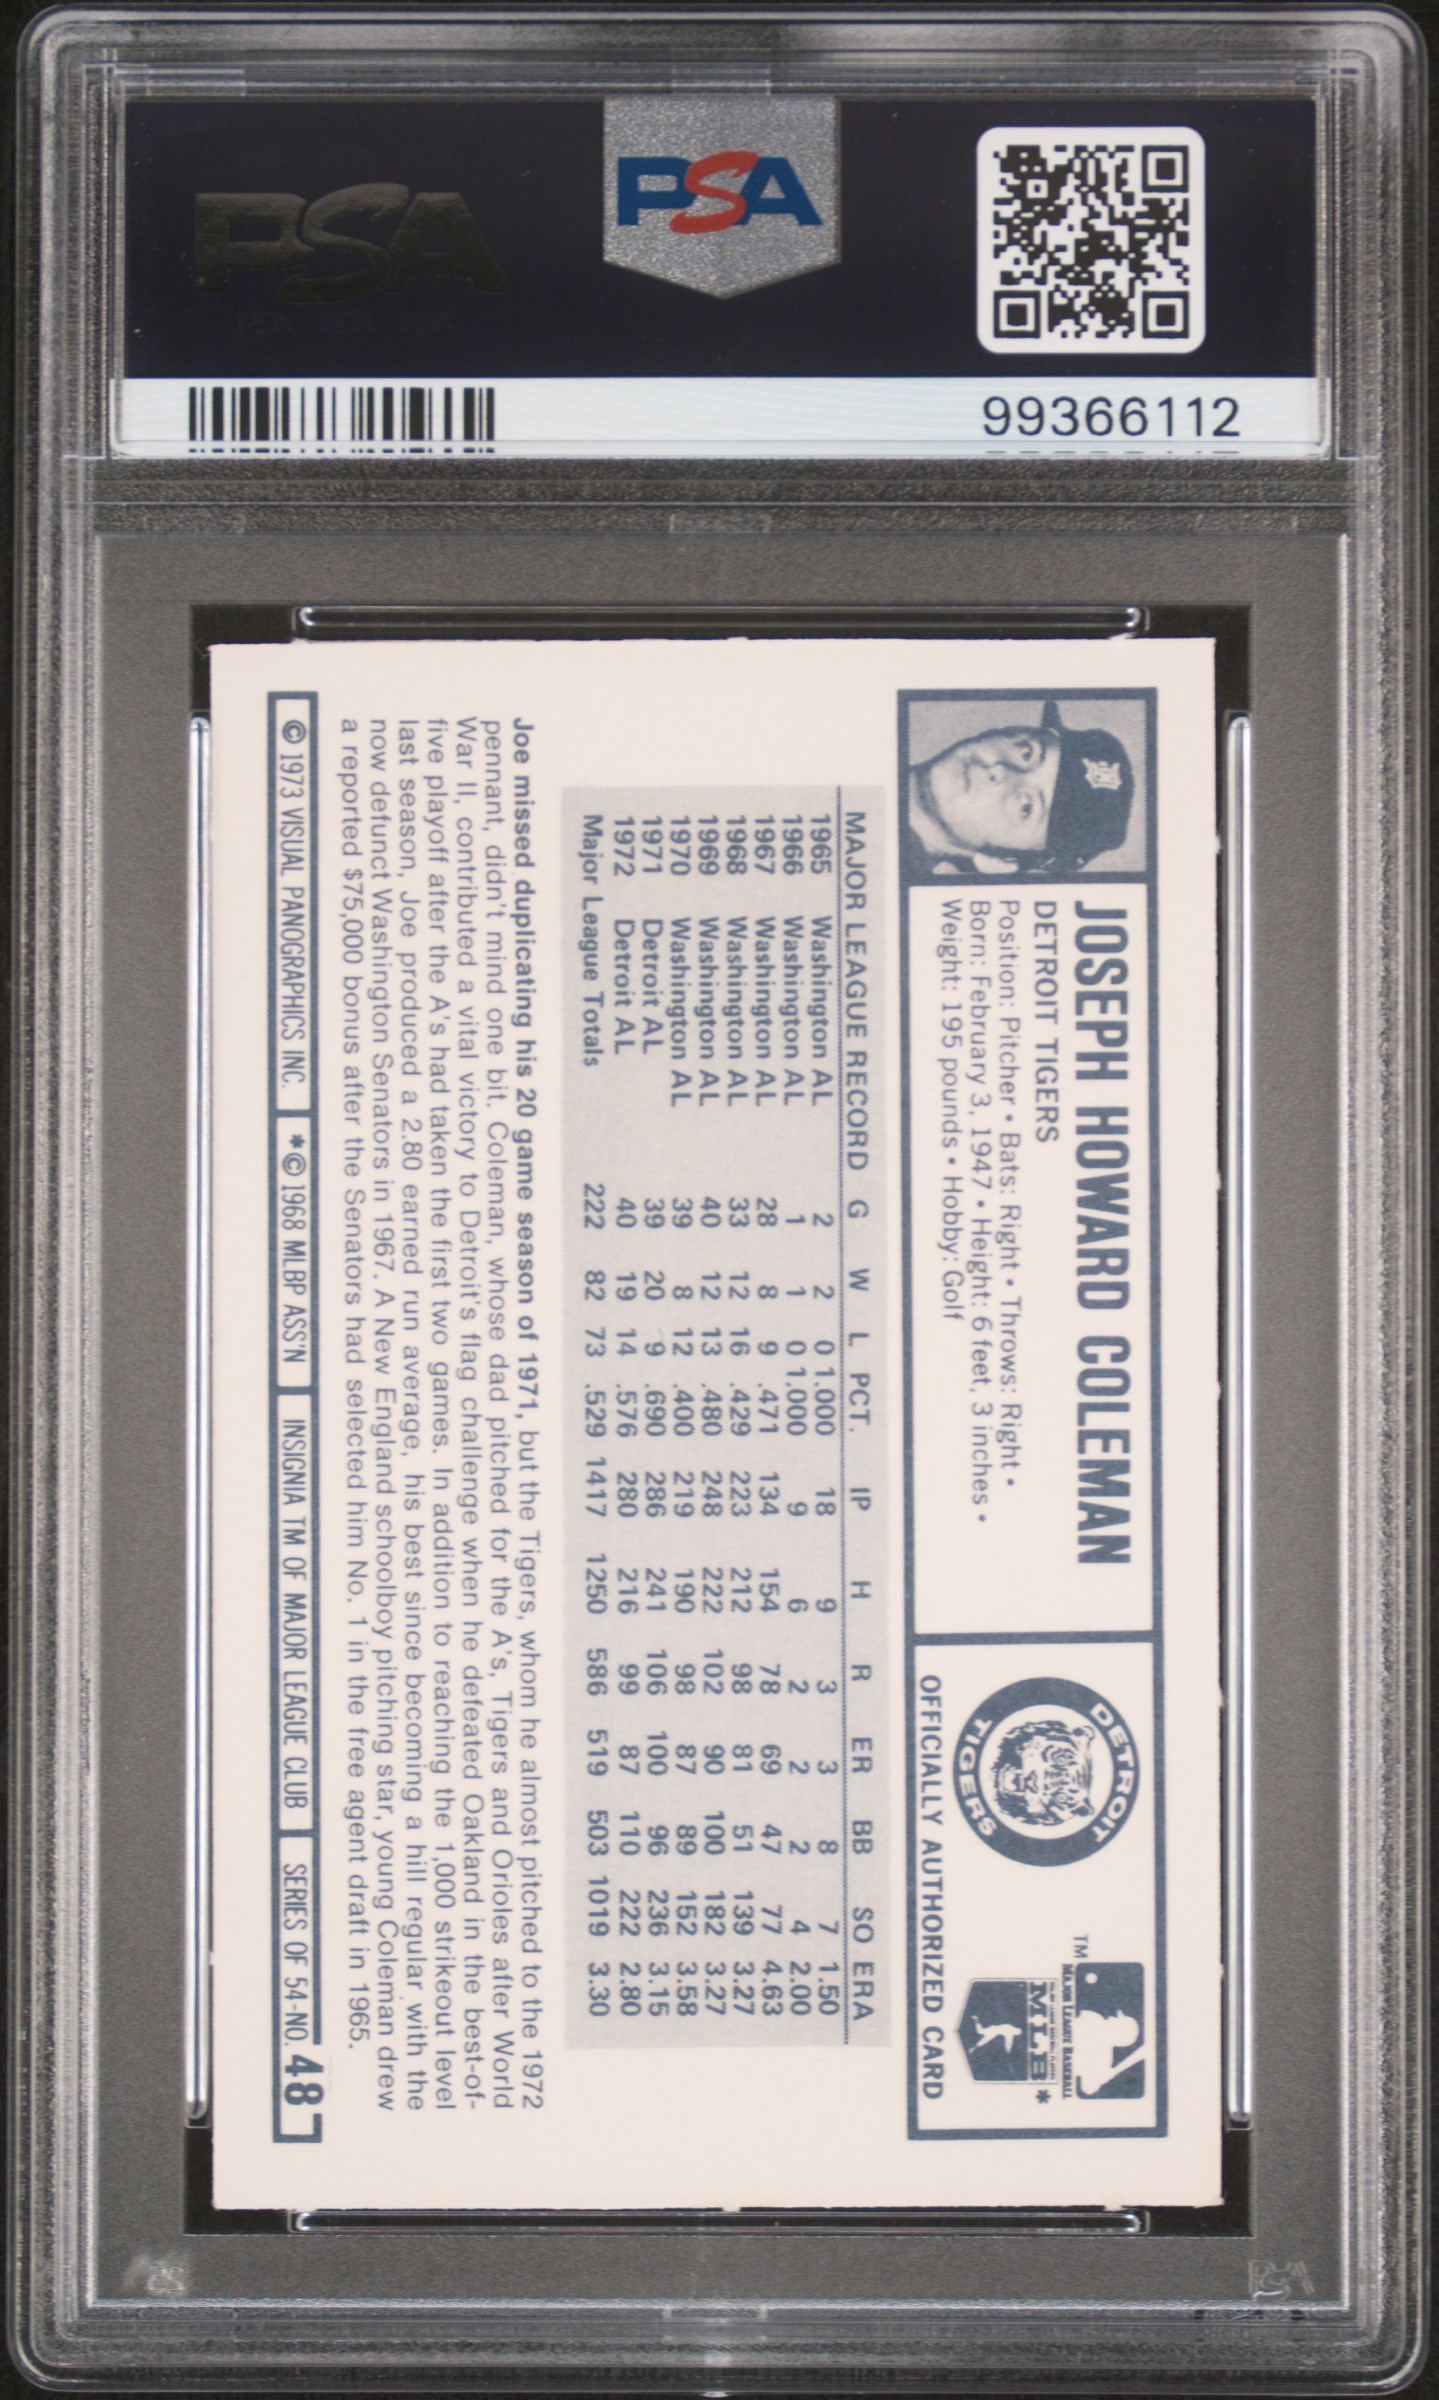 PSA
PSA
99366112
JOSEPH HOWARD COLEMAN
DETROIT TIGERS
Position: Pitcher • Bats: Right • Throws: Right •
Born: February 3, 1947 • Height: 6 feet, 3 inches •
Weight: 195 pounds • Hobby: Golf
DETROIT
TIGERS
TM
MAJOR LEAGUE BASEBALL
MLB *
OFFICIALLY AUTHORIZED CARD
MAJOR LEAGUE RECORD G W L PCT. IP H R ER BB SO ERA
1965 Washington AL 2 2 0 1.000 18 9 3 3 8 7 1.50
1966 Washington AL 1 1 0 1.000 9 6 2 2 2 4 2.00
1967 Washington AL 28 8 9 .471 134 154 78 69 47 77 4.63
1968 Washington AL 33 12 16 .429 223 212 98 81 51 139 3.27
1969 Washington AL 40 12 13 .480 248 222 102 90 100 182 3.27
1970 Washington AL 39 8 12 .400 219 190 98 87 89 152 3.58
1971 Detroit AL 39 20 9 .690 286 241 106 100 96 236 3.15
1972 Detroit AL 40 19 14 .576 280 216 99 87 110 222 2.80
Major League Totals 222 82 73 .529 1417 1250 586 519 503 1019 3.30
Joe missed duplicating his 20 game season of 1971, but the Tigers, whom he almost pitched to the 1972
pennant, didn't mind one bit. Coleman, whose dad pitched for the A's, Tigers and Orioles after World
War II, contributed a vital victory to Detroit's flag challenge when he defeated Oakland in the best-of-
five playoff after the A's had taken the first two games. In addition to reaching the 1,000 strikeout level
last season, Joe produced a 2.80 earned run average, his best since becoming a hill regular with the
now defunct Washington Senators in 1967. A New England schoolboy pitching star, young Coleman drew
a reported $75,000 bonus after the Senators had selected him No. 1 in the free agent draft in 1965.
© 1973 VISUAL PANOGRAPHICS INC. *© 1968 MLBP ASS'N INSIGNIA TM OF MAJOR LEAGUE CLUB SERIES OF 54-NO. 48
PSA